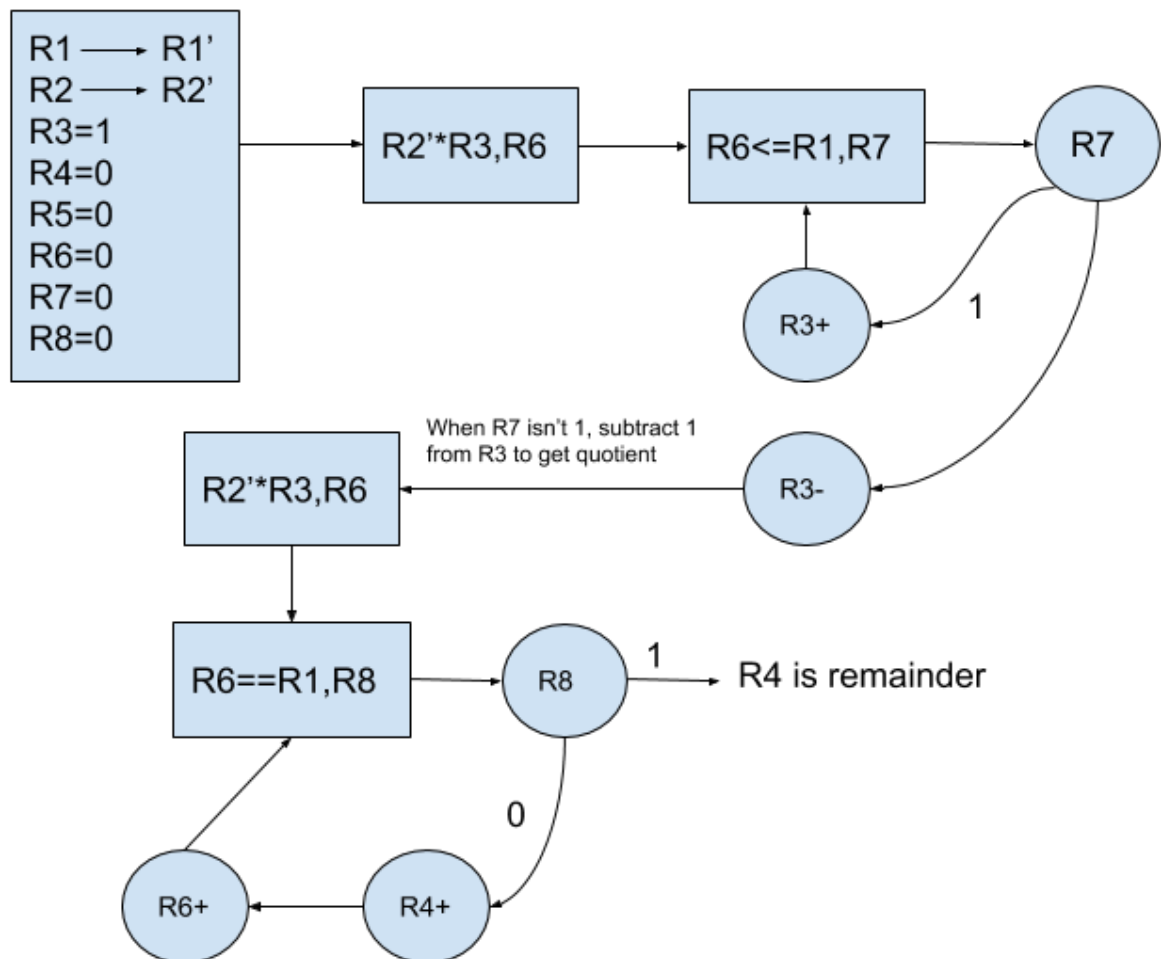 R1 → R1’
R2 → R2’
R3=1
R4=0
R5=0
R6=0
R7=0
R8=0
R2’*R3,R6
R6<=R1,R7
R7
R3+
1
When R7 isn’t 1, subtract 1
from R3 to get quotient
R3-
R2’*R3,R6
R6==R1,R8
R8
1
R4 is remainder
0
R4+
R6+